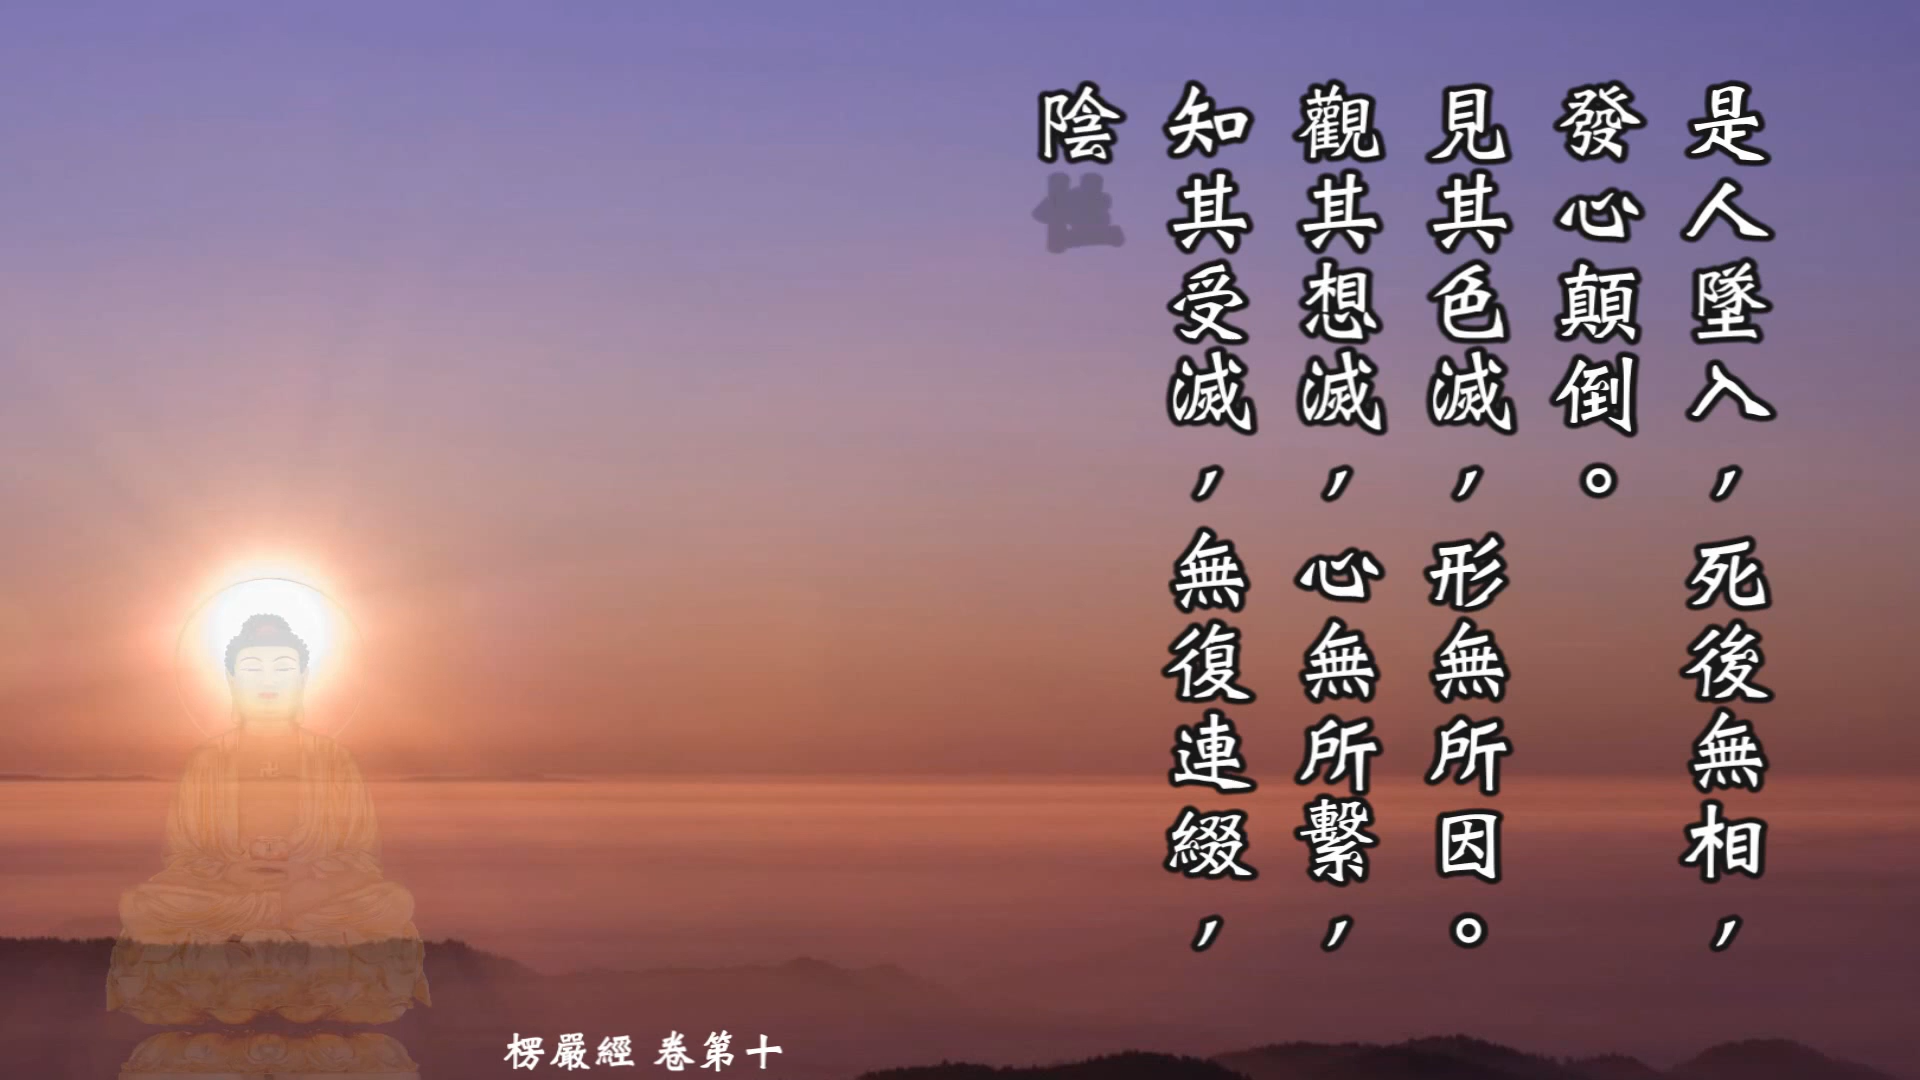 是人墜入，死後無相，
發心顛倒。
見其色滅，形無所因。
觀其想滅，心無所繫，
知其受滅，無復連綴，
陰
楞嚴經 卷第十